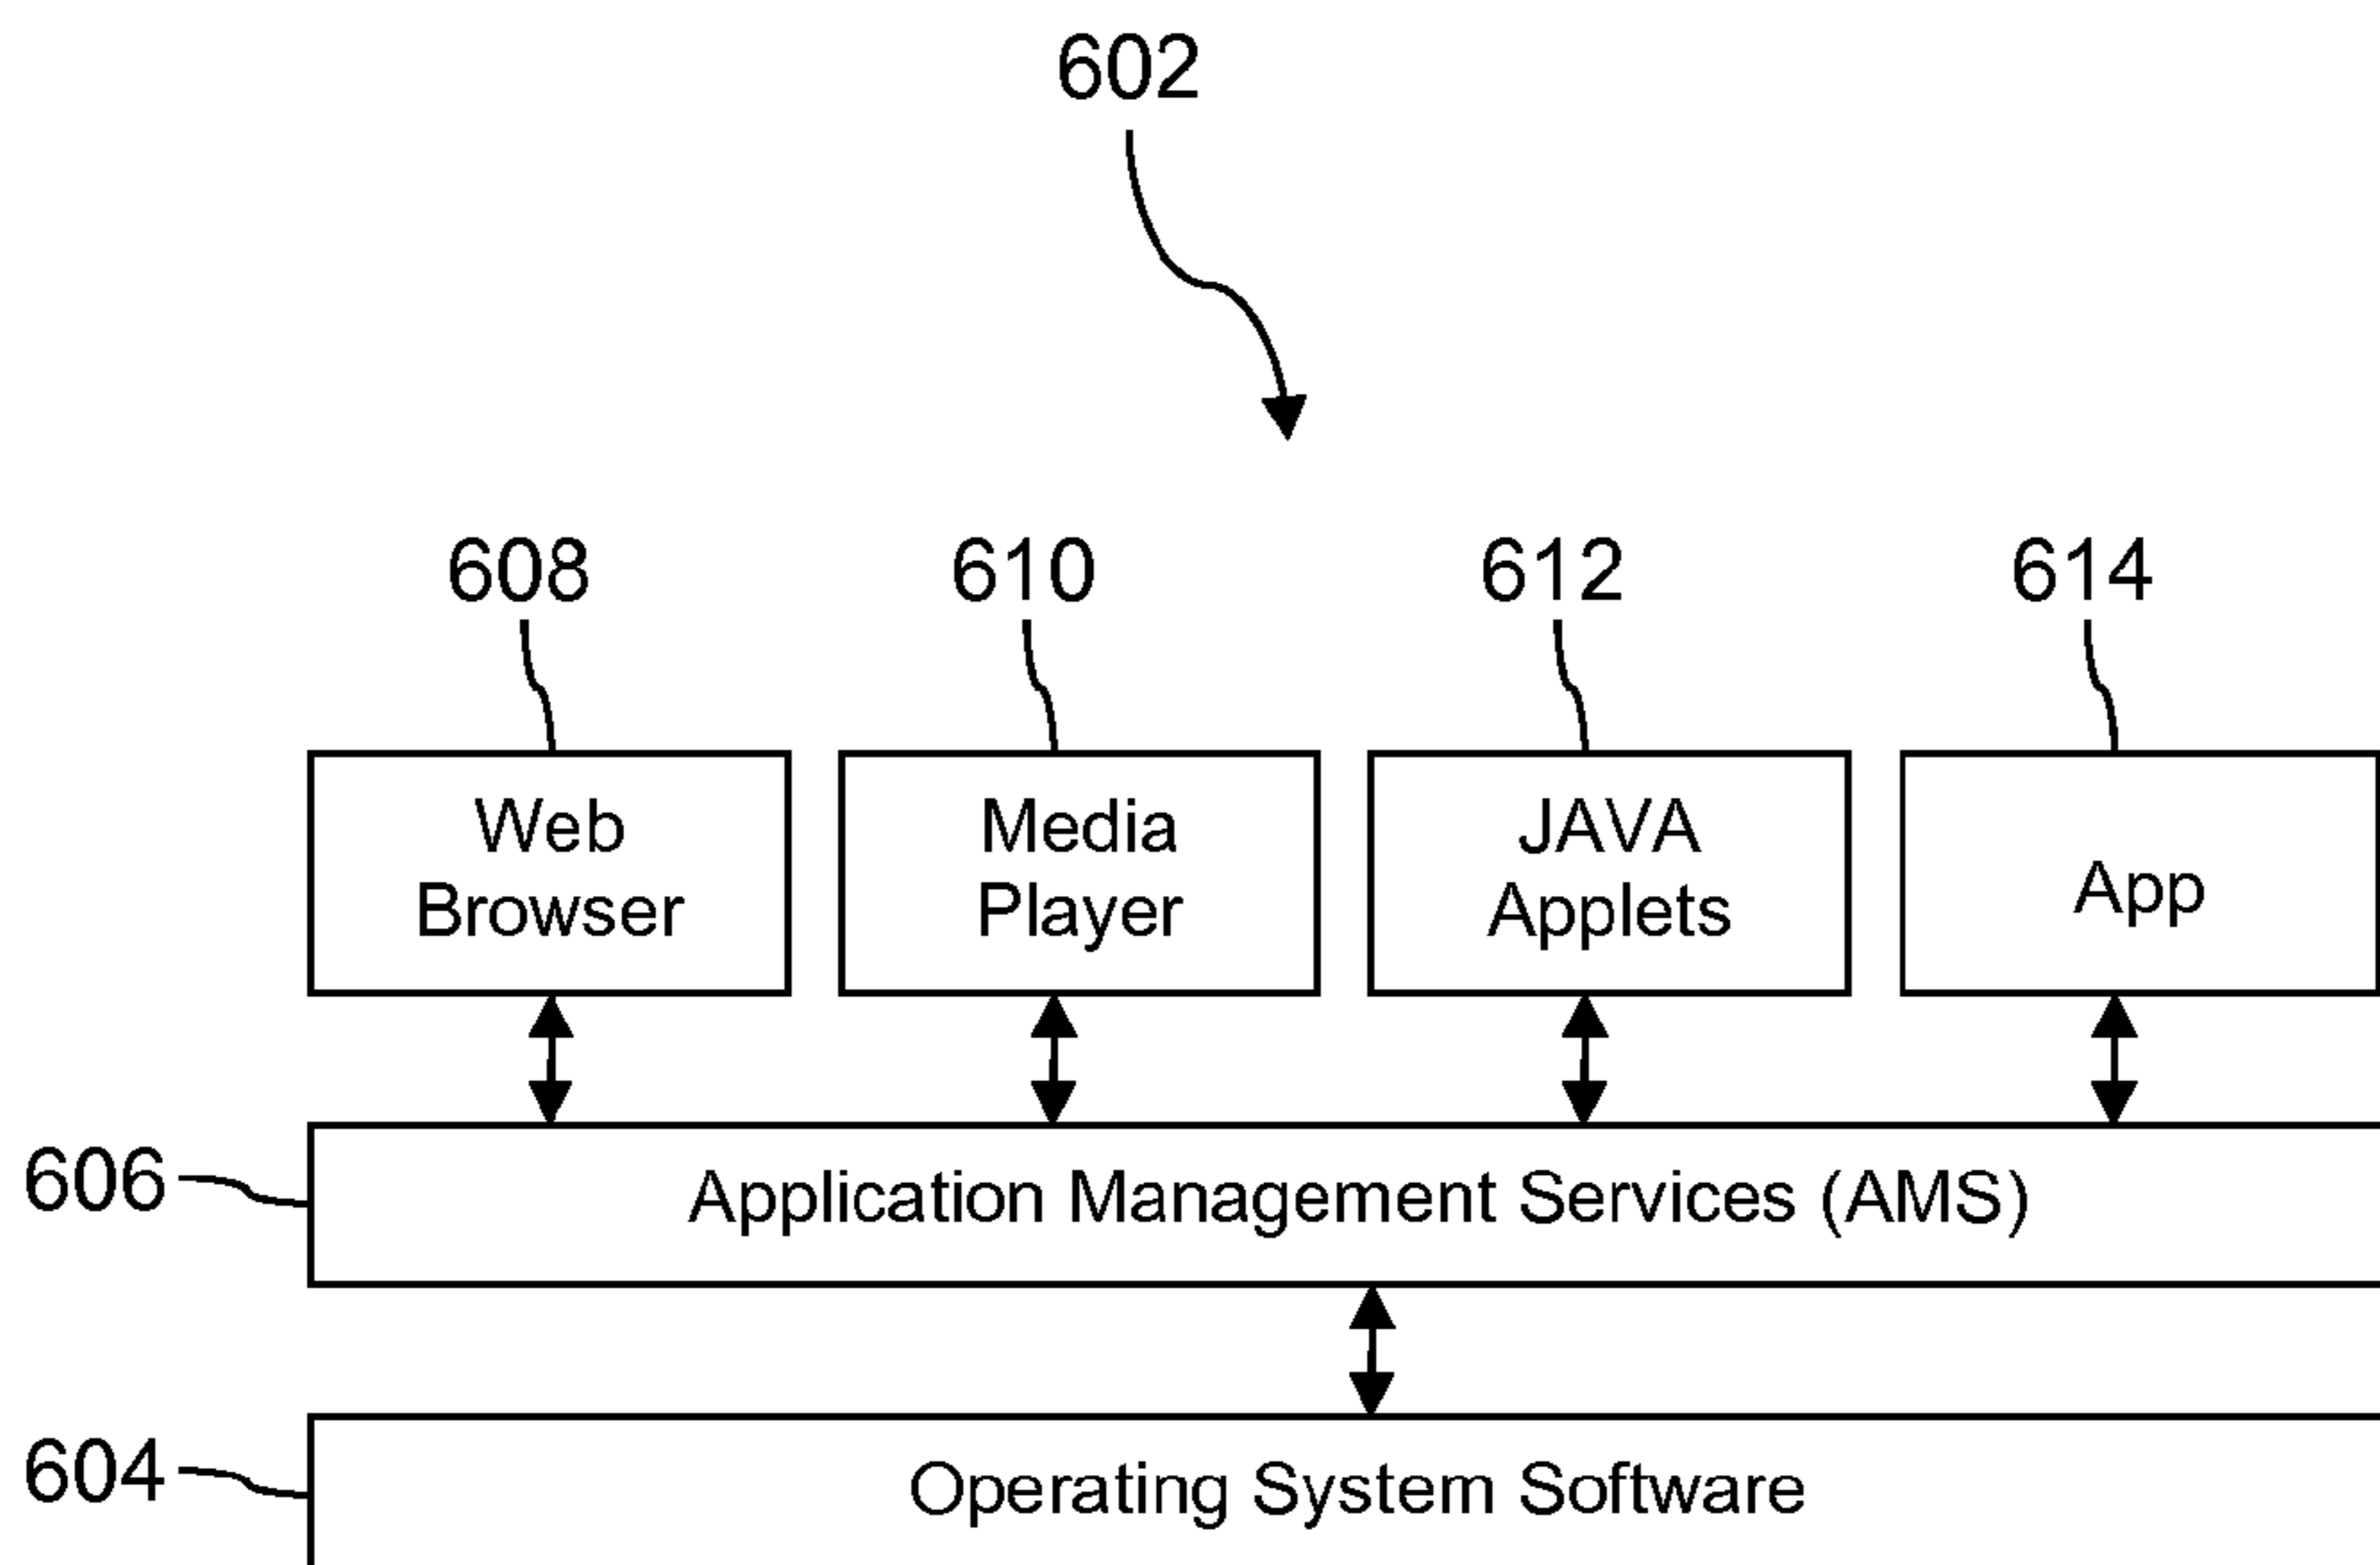 602
608
610
612
614
Web
Browser
Media
Player
JAVA
Applets
App
606
Application Management Services (AMS)
604
Operating System Software